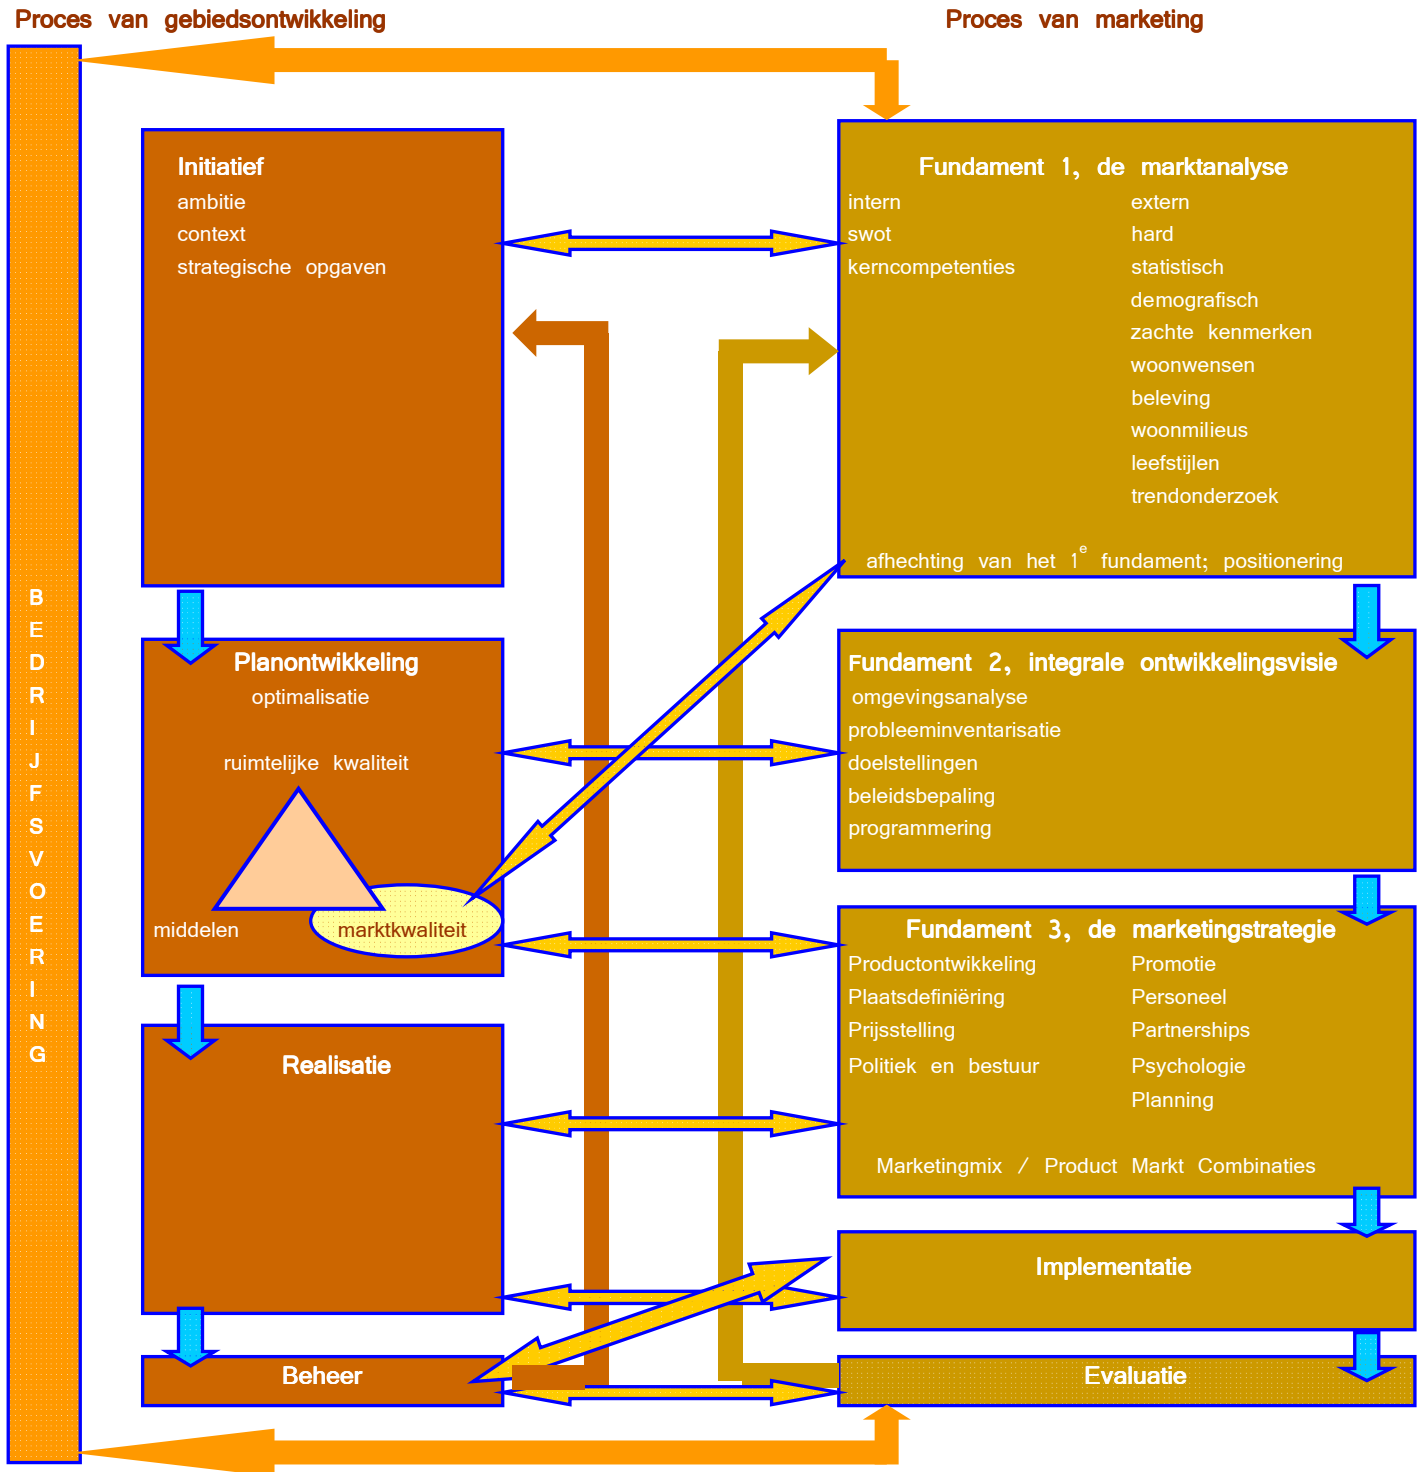 Proces van gebiedsontwikkeling
Proces van marketing
B
E
D
R
I
J
F
S
V
O
E
R
I
N
G
Initiatief
ambitie
context
strategische opgaven
Planontwikkeling
optimalisatie
ruimtelijke kwaliteit
middelen
marktkwaliteit
Realisatie
Beheer
Fundament 1, de marktanalyse
intern
swot
kerncompetenties
extern
hard
statistisch
demografisch
zachte kenmerken
woonwensen
beleving
woonmilieus
leefstijlen
trendonderzoek
afhechting van het 1e fundament; positionering
Fundament 2, integrale ontwikkelingsvisie
omgevingsanalyse
probleeminventarisatie
doelstellingen
beleidsbepaling
programmering
Fundament 3, de marketingstrategie
Productontwikkeling
Plaatsdefiniëring
Prijsstelling
Politiek en bestuur
Promotie
Personeel
Partnerships
Psychologie
Planning
Marketingmix / Product Markt Combinaties
Implementatie
Evaluatie